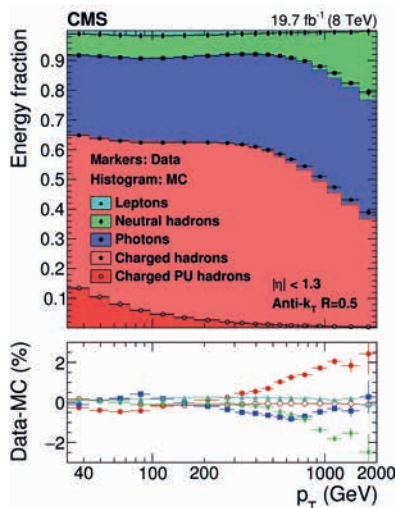 CMS 19.7 fb⁻¹ (8 TeV)
Energy fraction
0.9
0.8
0.7
0.6
0.5
0.4
0.3
0.2
0.1
Markers: Data
Histogram: MC
Leptons
Neutral hadrons
Photons
Charged hadrons
Charged PU hadrons
|η| < 1.3
Anti-k_T R=0.5
Data-MC (%)
2
0
−2
40 100 200 1000 2000
p_T (GeV)